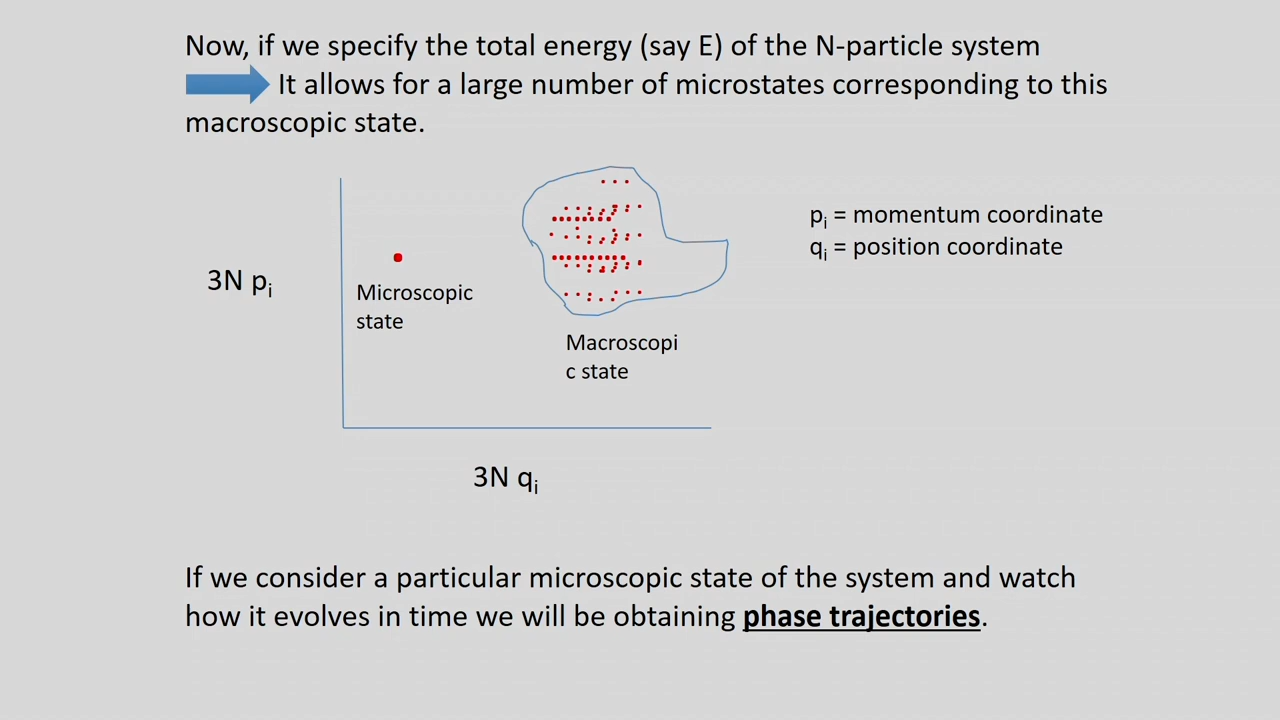 Now, if we specify the total energy (say E) of the N-particle system
It allows for a large number of microstates corresponding to this
macroscopic state.
pᵢ = momentum coordinate
qᵢ = position coordinate
3N pᵢ
Microscopic
state
Macroscopi
c state
3N qᵢ
If we consider a particular microscopic state of the system and watch
how it evolves in time we will be obtaining phase trajectories.